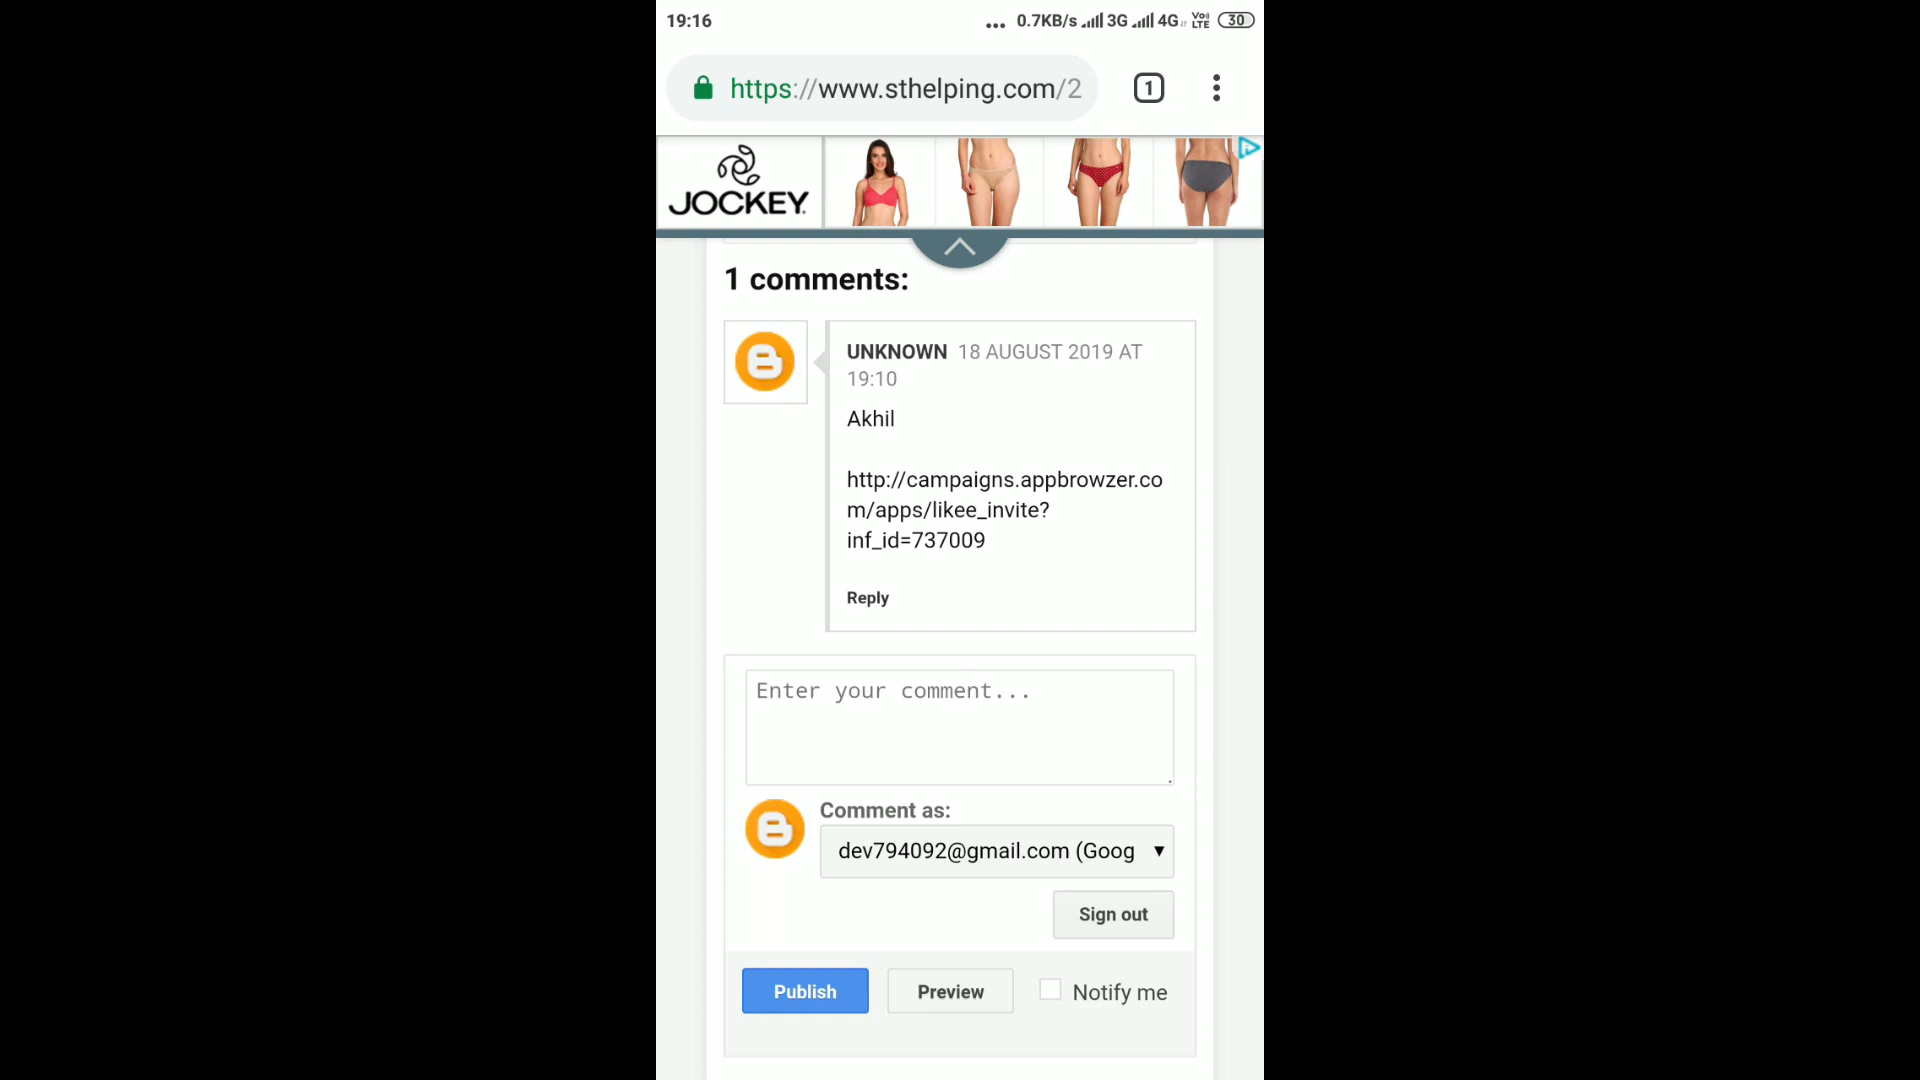 19:16 ... 0.7KB/s 3G 4G Vo)) LTE 30
https://www.sthelping.com/2 1
JOCKEY
1 comments:
UNKNOWN 18 AUGUST 2019 AT
19:10
Akhil
http://campaigns.appbrowzer.co
m/apps/likee_invite?
inf_id=737009
Reply
Enter your comment...
Comment as:
dev794092@gmail.com (Goog
Sign out
Publish Preview Notify me